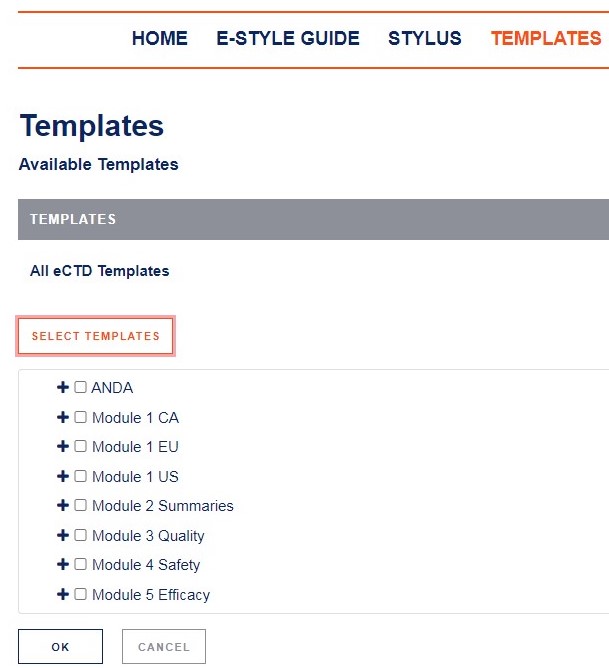 HOME E-STYLE GUIDE STYLUS TEMPLATES
Templates
Available Templates
TEMPLATES
All eCTD Templates
SELECT TEMPLATES
ANDA
Module 1 CA
Module 1 EU
Module 1 US
Module 2 Summaries
Module 3 Quality
Module 4 Safety
Module 5 Efficacy
OK CANCEL